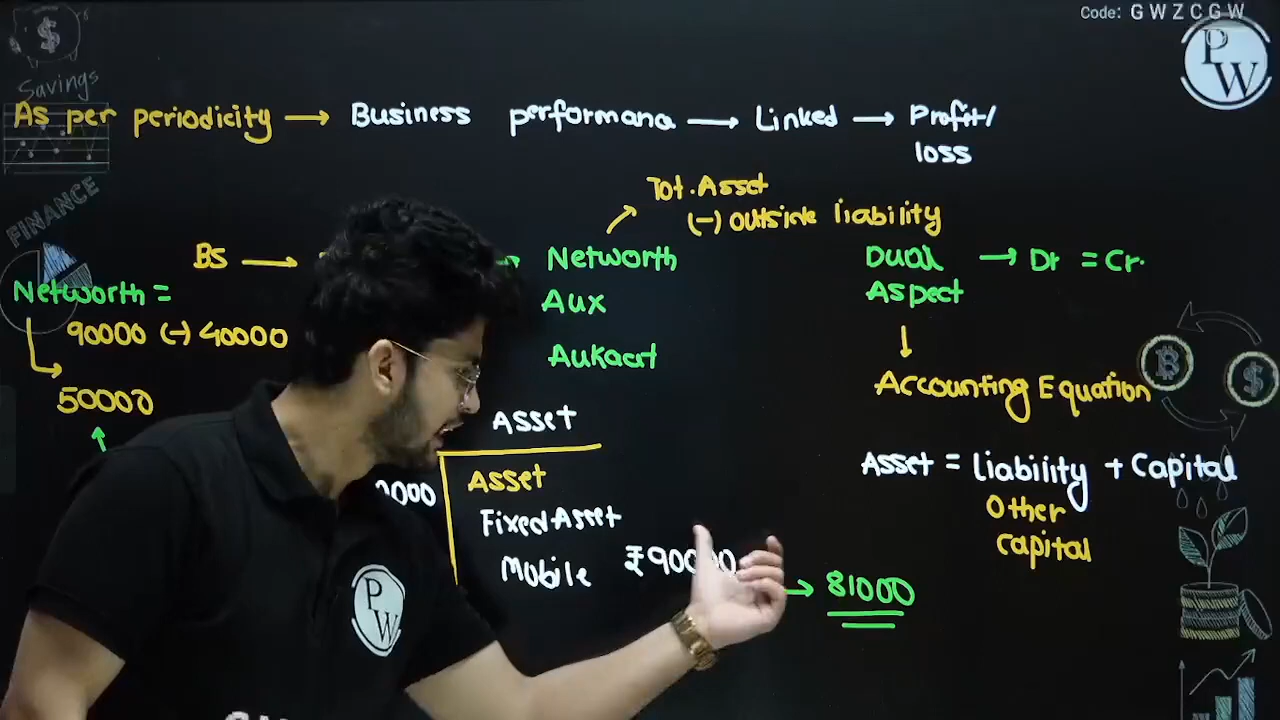 Code: G W Z C G W
P
W
Savings
As per periodicity → Business performana → Linked → Profit/
loss
FINANCE
Tot. Asset
(-) outside liability
BS → Networth
Networth =
Aux
90000 (-) 40000
Aukaat
50000
Dual → Dr = Cr.
Aspect
Accounting Equation
Asset = liability + Capital
Other
capital
Asset
Asset
Fixed Asset
Mobile
→ 81000
P
W